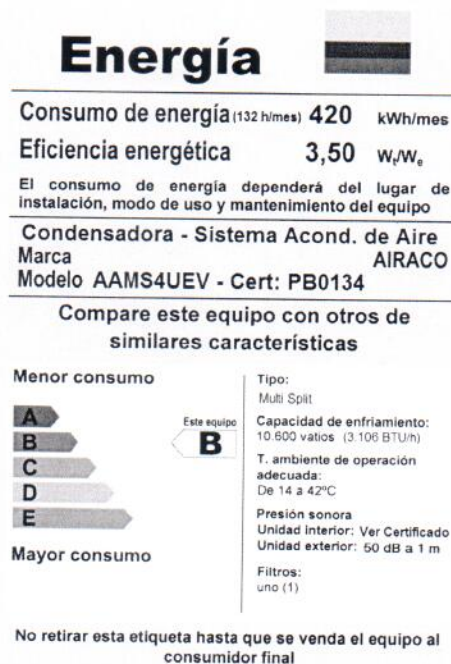 Energía
Consumo de energía (132 h/mes) 420 kWh/mes
Eficiencia energética 3,50 Wt/We
El consumo de energía dependerá del lugar de
instalación, modo de uso y mantenimiento del equipo
Condensadora - Sistema Acond. de Aire
Marca AIRACO
Modelo AAMS4UEV - Cert: PB0134
Compare este equipo con otros de
similares características
Menor consumo
A
B
C
D
E
Mayor consumo
Este equipo
B
Tipo:
Multi Split
Capacidad de enfriamiento:
10.600 vatios (3.106 BTU/h)
T. ambiente de operación
adecuada:
De 14 a 42ºC
Presión sonora
Unidad interior: Ver Certificado
Unidad exterior: 50 dB a 1 m
Filtros:
uno (1)
No retirar esta etiqueta hasta que se venda el equipo al
consumidor final